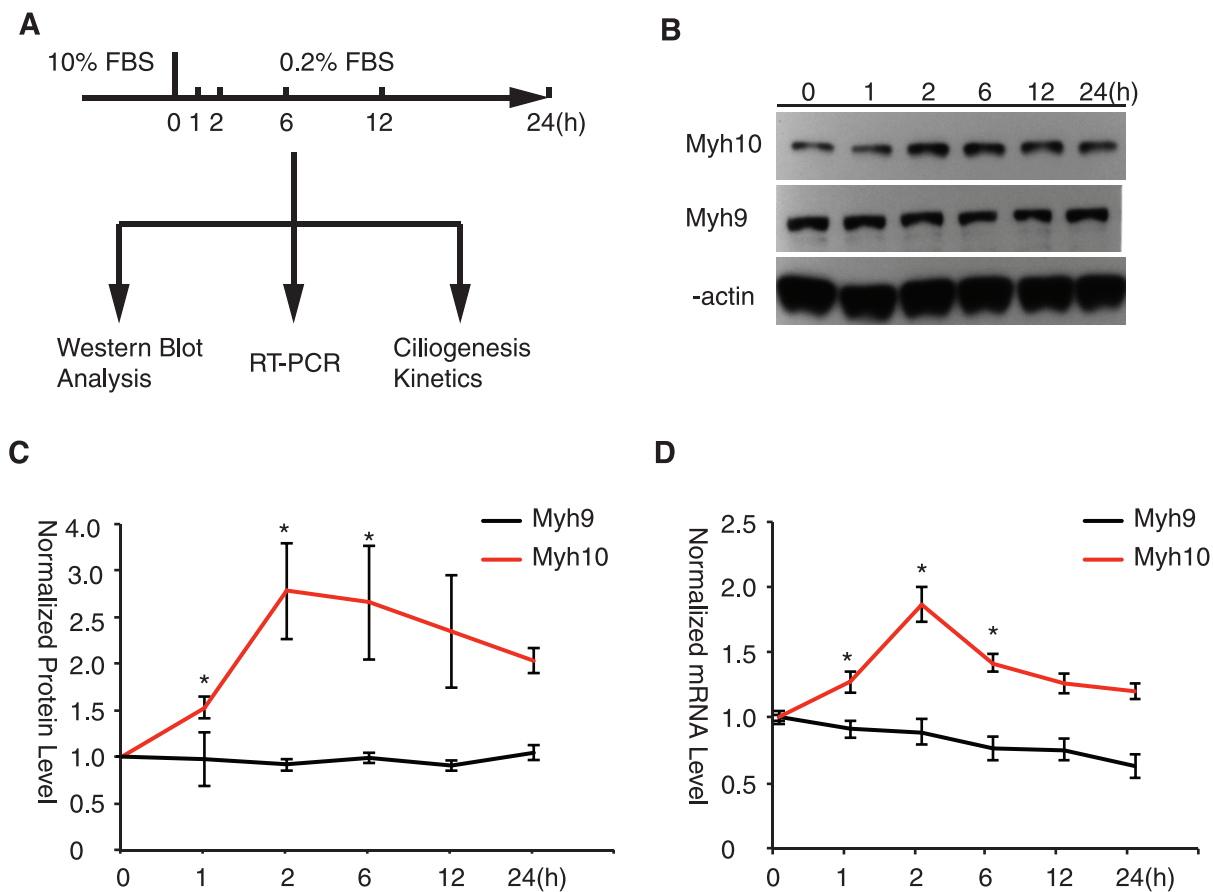 A
10% FBS
0.2% FBS
0 1 2 6 12 24(h)
Western Blot
Analysis
RT-PCR
Ciliogenesis
Kinetics
B
0 1 2 6 12 24(h)
Myh10
Myh9
-actin
C
Normalized Protein Level
4.0
3.0
2.5
2.0
1.5
1.0
0.5
0
* * *
Myh9
Myh10
0 1 2 6 12 24(h)
D
Normalized mRNA Level
2.5
2.0
1.5
1.0
0.5
0
* * *
Myh9
Myh10
0 1 2 6 12 24(h)